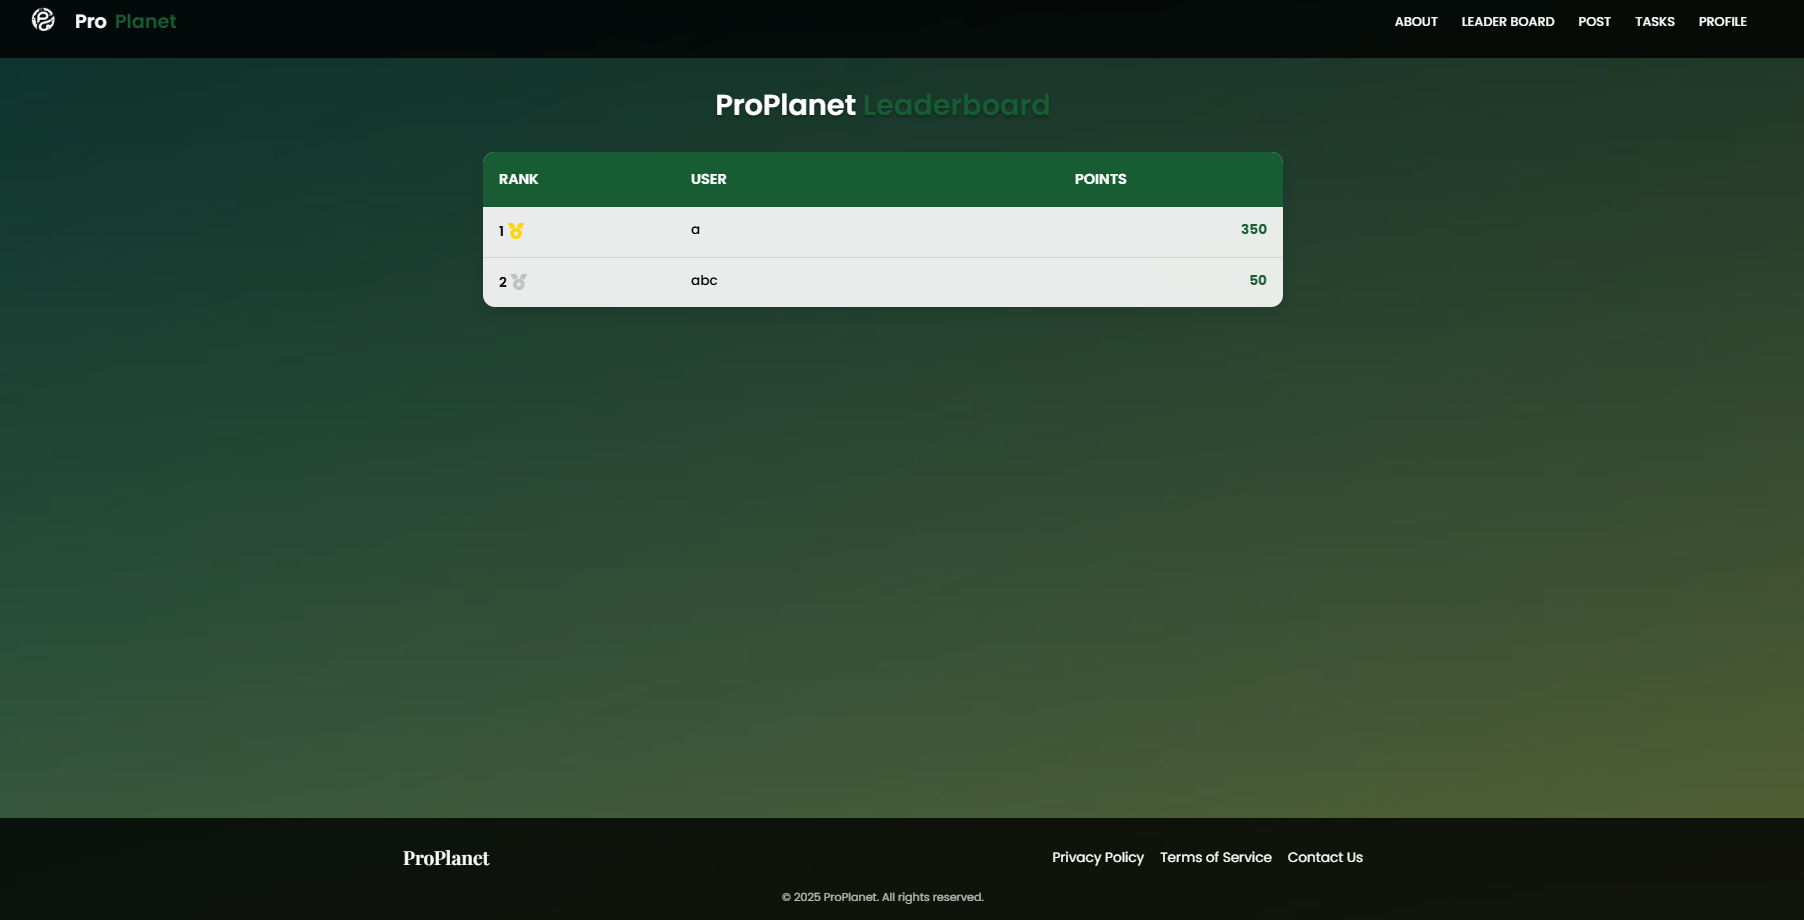 Pro Planet
ABOUT LEADER BOARD POST TASKS PROFILE
ProPlanet Leaderboard
RANK USER POINTS
1 a 350
2 abc 50
ProPlanet
Privacy Policy Terms of Service Contact Us
© 2025 ProPlanet. All rights reserved.